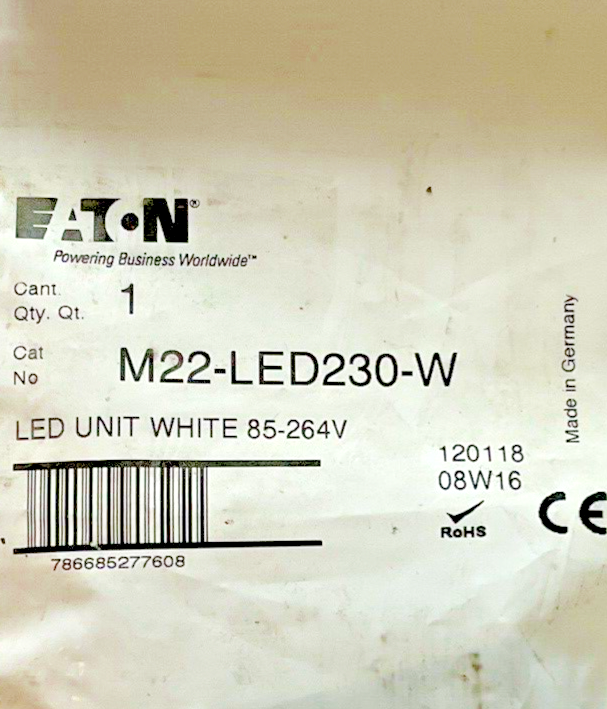 EATON®
Powering Business Worldwide™
Cant.
Qty. Qt.
1
Cat
No
M22-LED230-W
LED UNIT WHITE 85-264V
Made in Germany
120118
08W16
RoHS
CE
786685277608